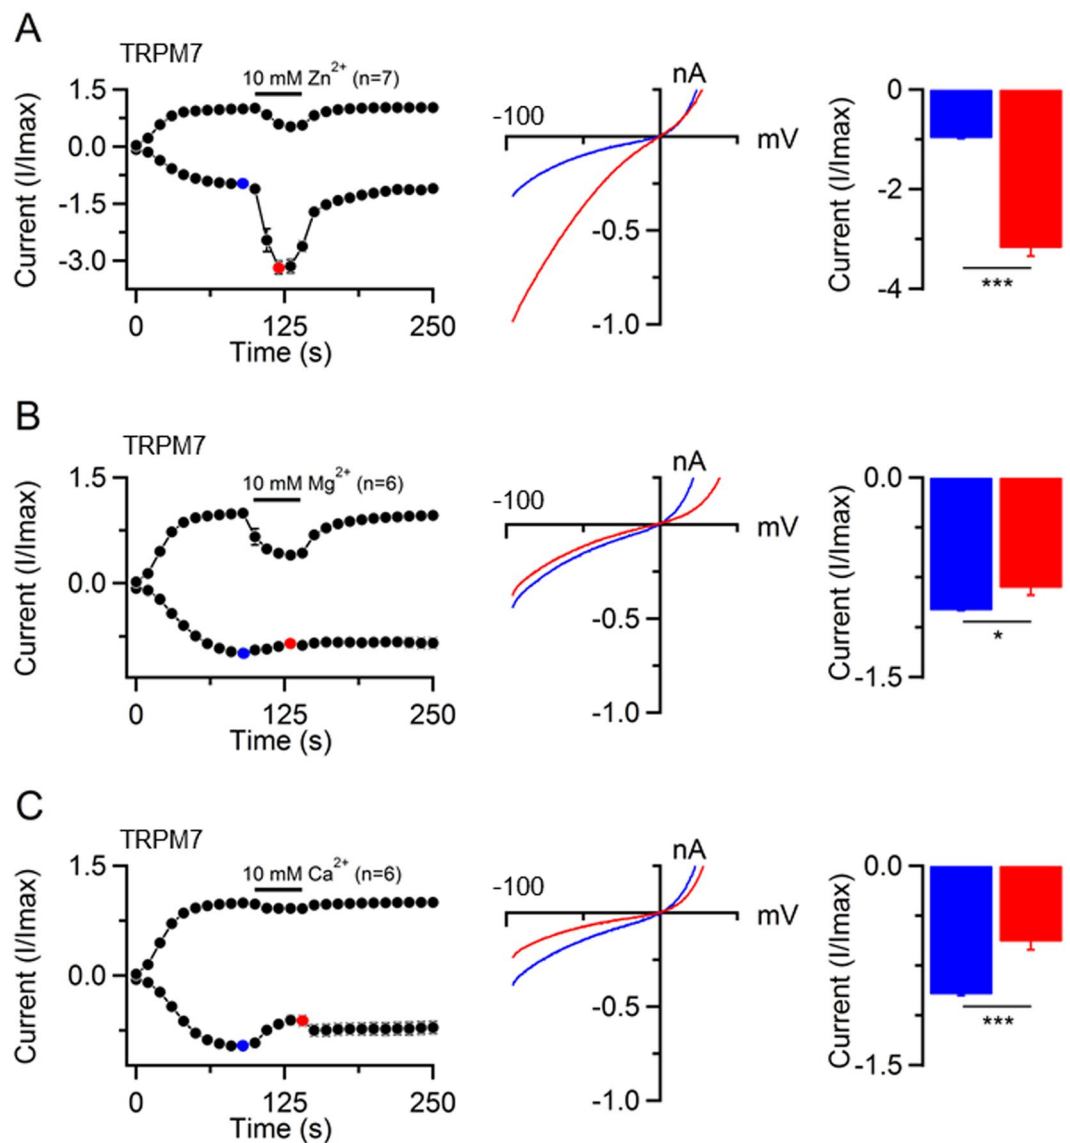 A
TRPM7
10 mM Zn²⁺ (n=7)
Current (I/Imax)
1.5
0.0
-1.5
-3.0
0
125
250
Time (s)
nA
-100
mV
-0.5
-1.0
Current (I/Imax)
0
-2
-4
***
B
TRPM7
10 mM Mg²⁺ (n=6)
Current (I/Imax)
1.5
0.0
0
125
250
Time (s)
nA
-100
mV
-0.5
-1.0
Current (I/Imax)
0.0
-1.5
*
C
TRPM7
10 mM Ca²⁺ (n=6)
Current (I/Imax)
1.5
0.0
0
125
250
Time (s)
nA
-100
mV
-0.5
-1.0
Current (I/Imax)
0.0
-1.5
***